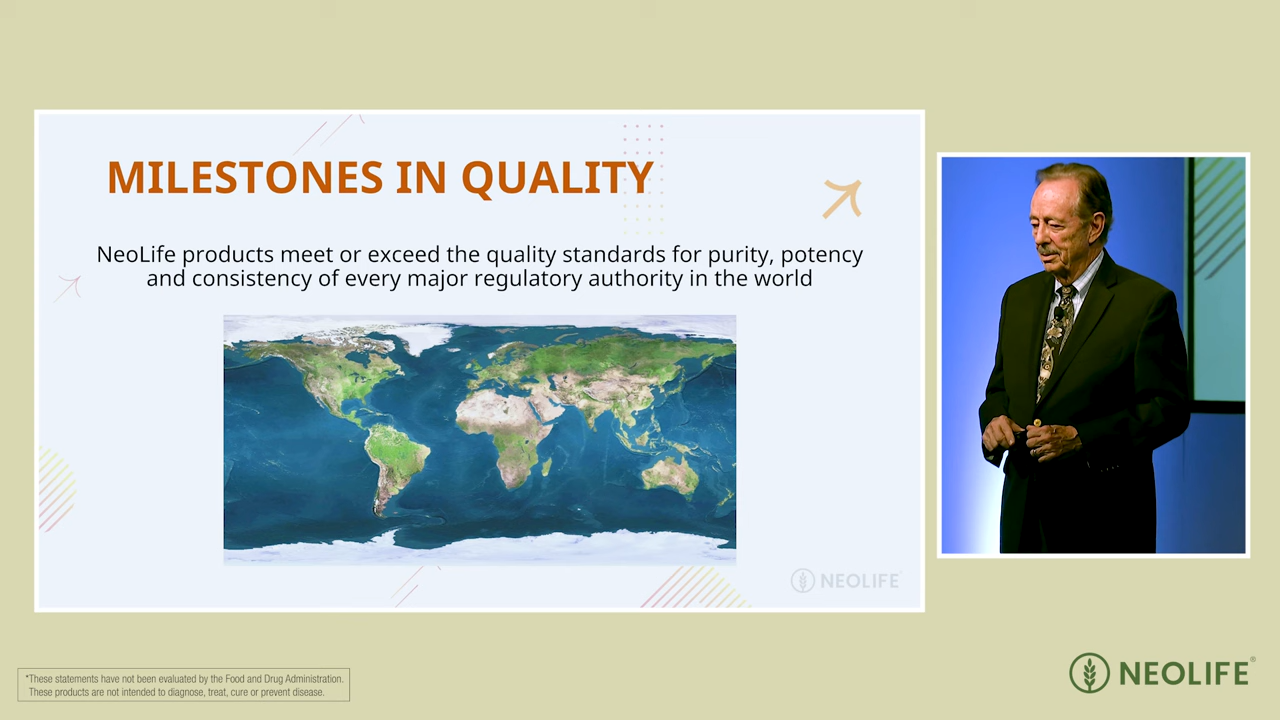 MILESTONES IN QUALITY
NeoLife products meet or exceed the quality standards for purity, potency
and consistency of every major regulatory authority in the world
NEOLIFE
*These statements have not been evaluated by the Food and Drug Administration.
These products are not intended to diagnose, treat, cure or prevent disease.
NEOLIFE®